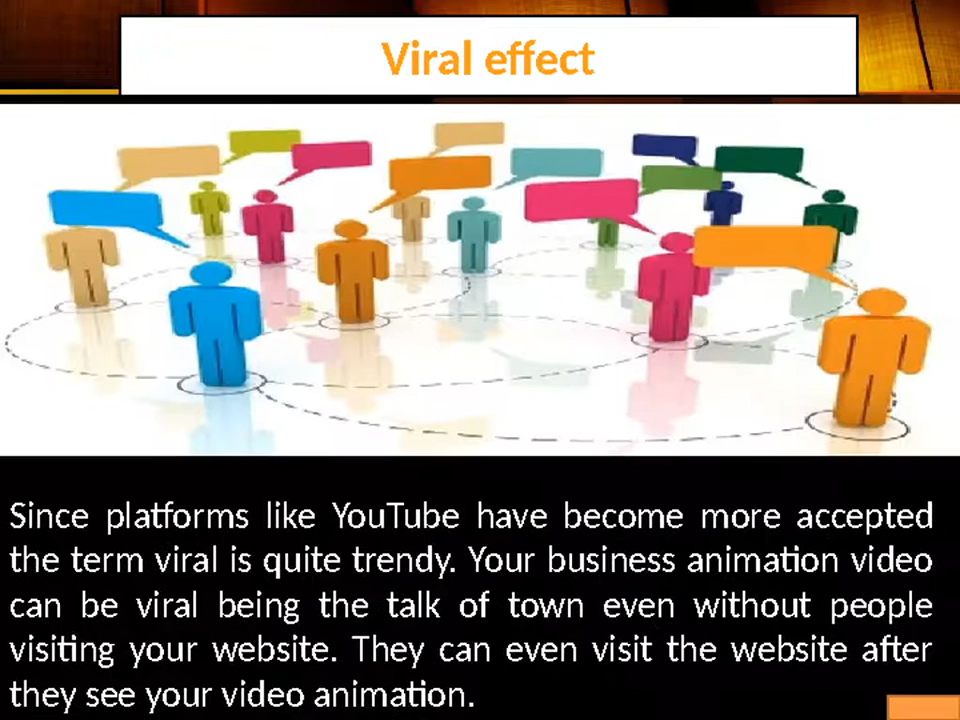 Viral effect
Since platforms like YouTube have become more accepted
the term viral is quite trendy. Your business animation video
can be viral being the talk of town even without people
visiting your website. They can even visit the website after
they see your video animation.